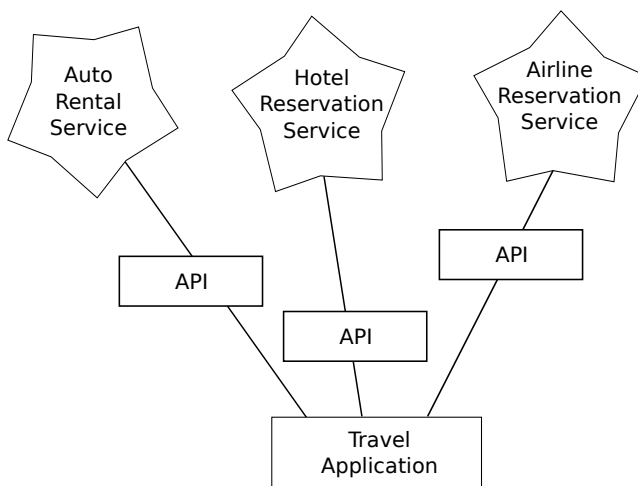 Auto
Rental
Service
Hotel
Reservation
Service
Airline
Reservation
Service
API
API
API
Travel
Application